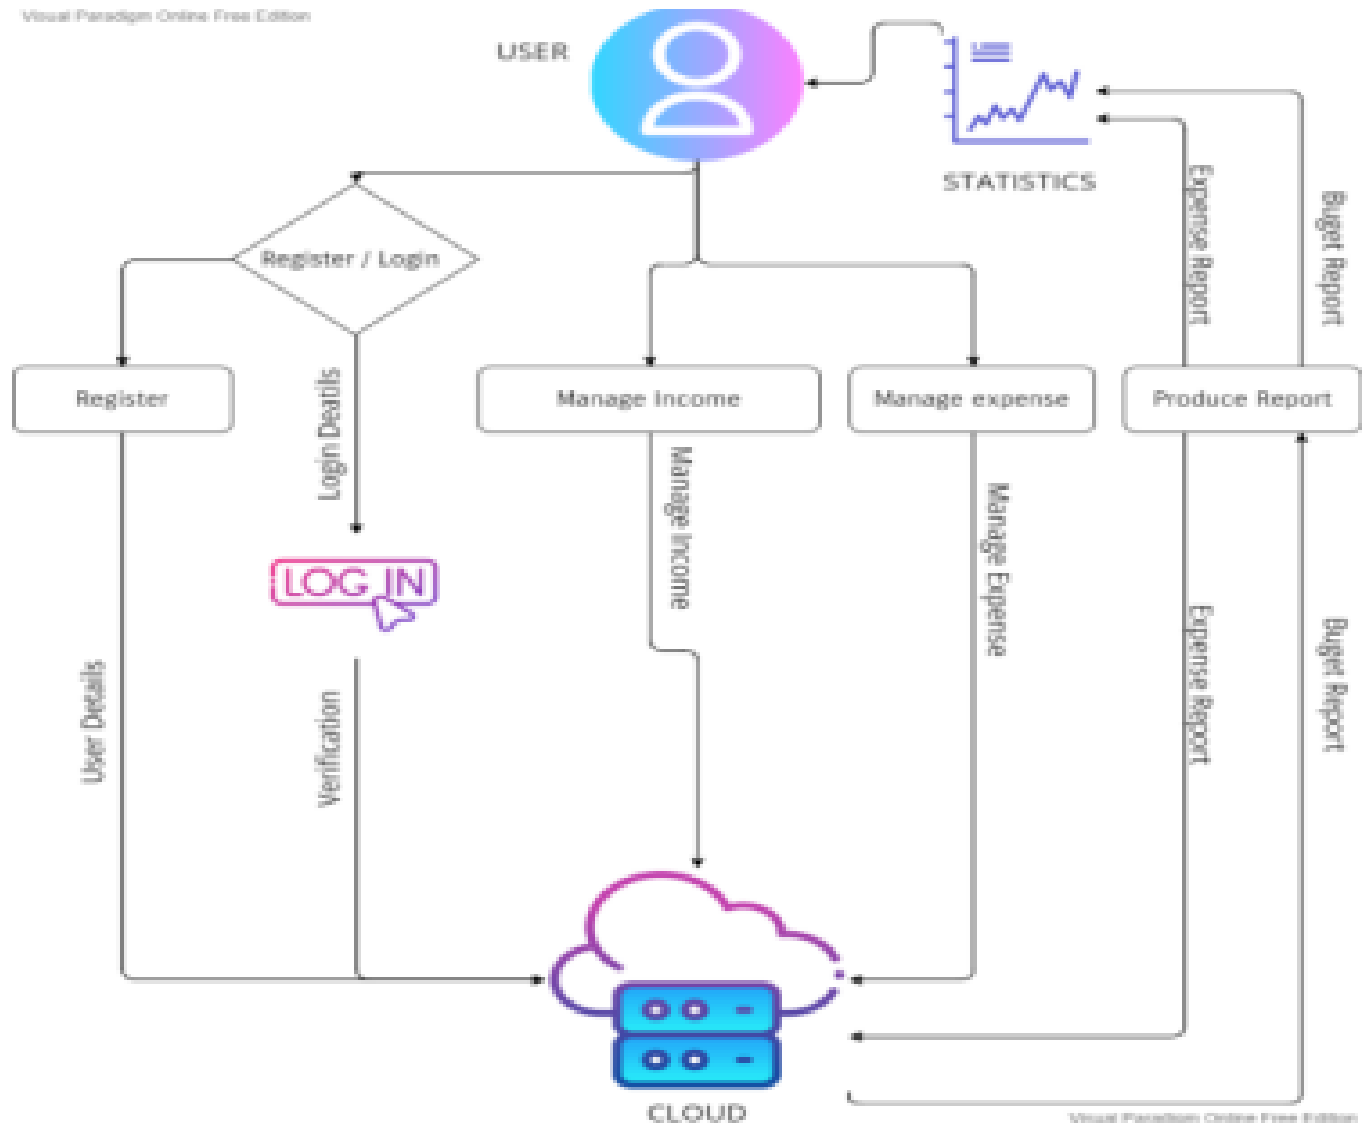 Visual Paradigm Online Free Edition
USER
STATISTICS
Register / Login
Expense Report
Buget Report
Register
Login Deatils
Manage Income
Manage expense
Produce Report
LOG IN
Manage Income
Manage Expense
User Details
Verification
Expense Report
Buget Report
CLOUD
Visual Paradigm Online Free Edition